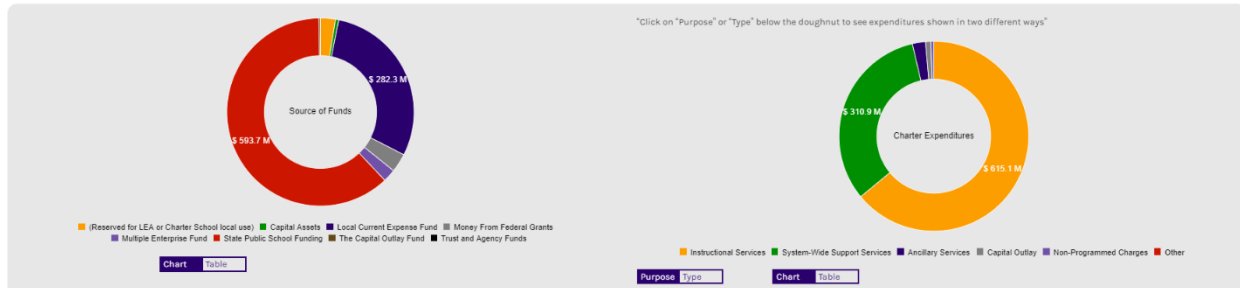 $ 282.3 M
Source of Funds
$ 593.7 M
(Reserved for LEA or Charter School local use) Capital Assets Local Current Expense Fund Money From Federal Grants
Multiple Enterprise Fund State Public School Funding The Capital Outlay Fund Trust and Agency Funds
Chart Table
"Click on "Purpose" or "Type" below the doughnut to see expenditures shown in two different ways"
$ 310.9 M
Charter Expenditures
$ 615.1 M
Instructional Services System-Wide Support Services Ancillary Services Capital Outlay Non-Programmed Charges Other
Purpose Type Chart Table